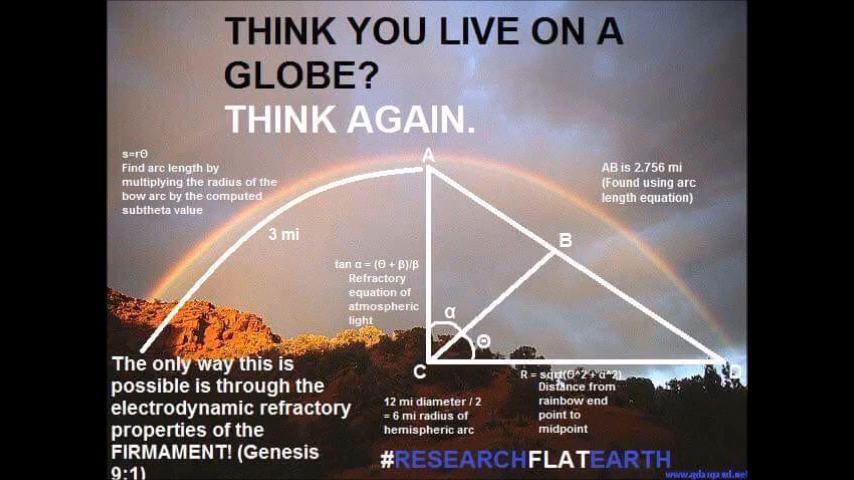 THINK YOU LIVE ON A
GLOBE?
THINK AGAIN.
s=rΘ
Find arc length by
multiplying the radius of the
bow arc by the computed
subtheta value
A
AB is 2.756 mi
(Found using arc
length equation)
3 mi
B
tan α = (Θ + β)/β
Refractory
equation of
atmospheric
light
α
Θ
C
D
The only way this is
possible is through the
electrodynamic refractory
properties of the
FIRMAMENT! (Genesis
9:1)
12 mi diameter / 2
= 6 mi radius of
hemispheric arc
R = sqrt(Θ^2 + α^2)
Distance from
rainbow end
point to
midpoint
#RESEARCHFLATEARTH